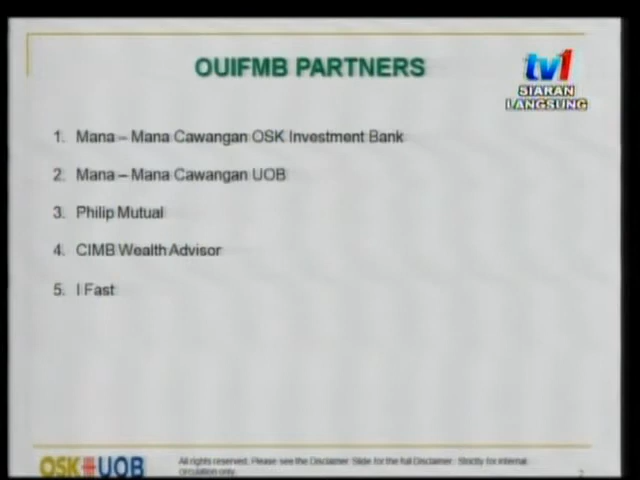 OUIFMB PARTNERS
tv1
SIARAN
LANGSUNG
1. Mana – Mana Cawangan OSK Investment Bank
2. Mana – Mana Cawangan UOB
3. Philip Mutual
4. CIMB Wealth Advisor
5. I Fast
OSK UOB
All rights reserved. Please see the Disclaimer Slide for the full Disclaimer. Strictly for internal
circulation only.
2